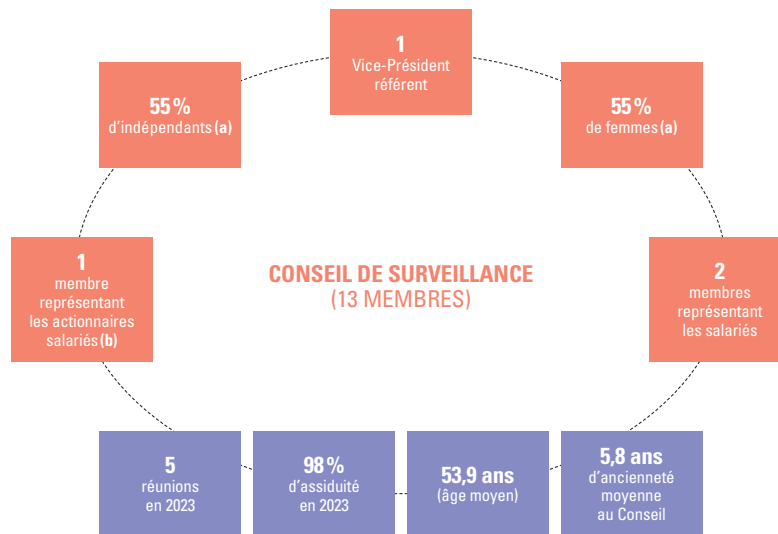 1
Vice-Président
référent
55 %
d’indépendants (a)
55 %
de femmes (a)
1
membre
représentant
les actionnaires
salariés (b)
CONSEIL DE SURVEILLANCE
(13 MEMBRES)
2
membres
représentant
les salariés
5
réunions
en 2023
98 %
d’assiduité
en 2023
53,9 ans
(âge moyen)
5,8 ans
d’ancienneté
moyenne
au Conseil